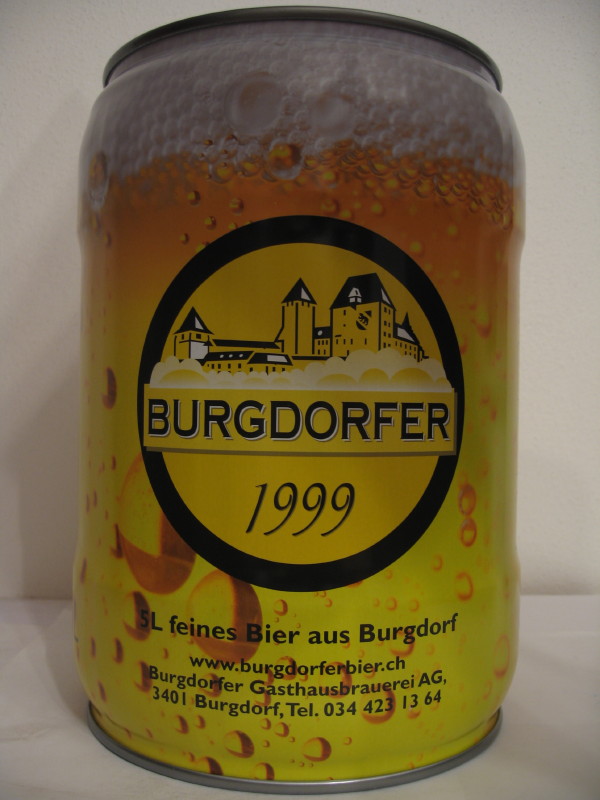 BURGDORFER
1999
5L feines Bier aus Burgdorf
www.burgdorferbier.ch
Burgdorfer Gasthausbrauerei AG,
3401 Burgdorf, Tel. 034 423 13 64